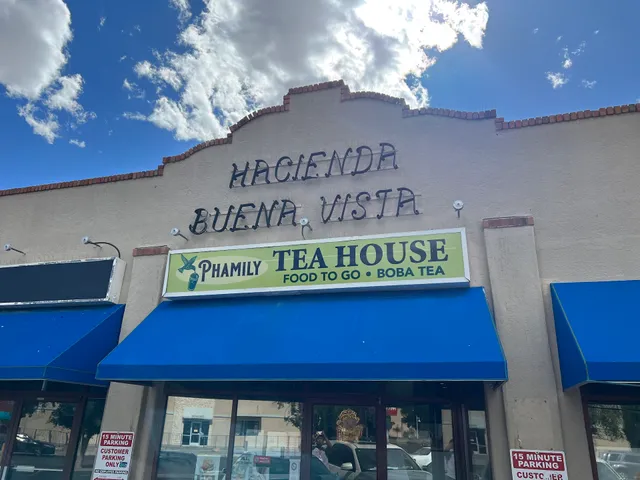 HACIENDA
BUENA VISTA
PHAMILY TEA HOUSE
FOOD TO GO • BOBA TEA
15 MINUTE
PARKING
CUSTOMER
PARKING
ONLY
15 MINUTE
PARKING